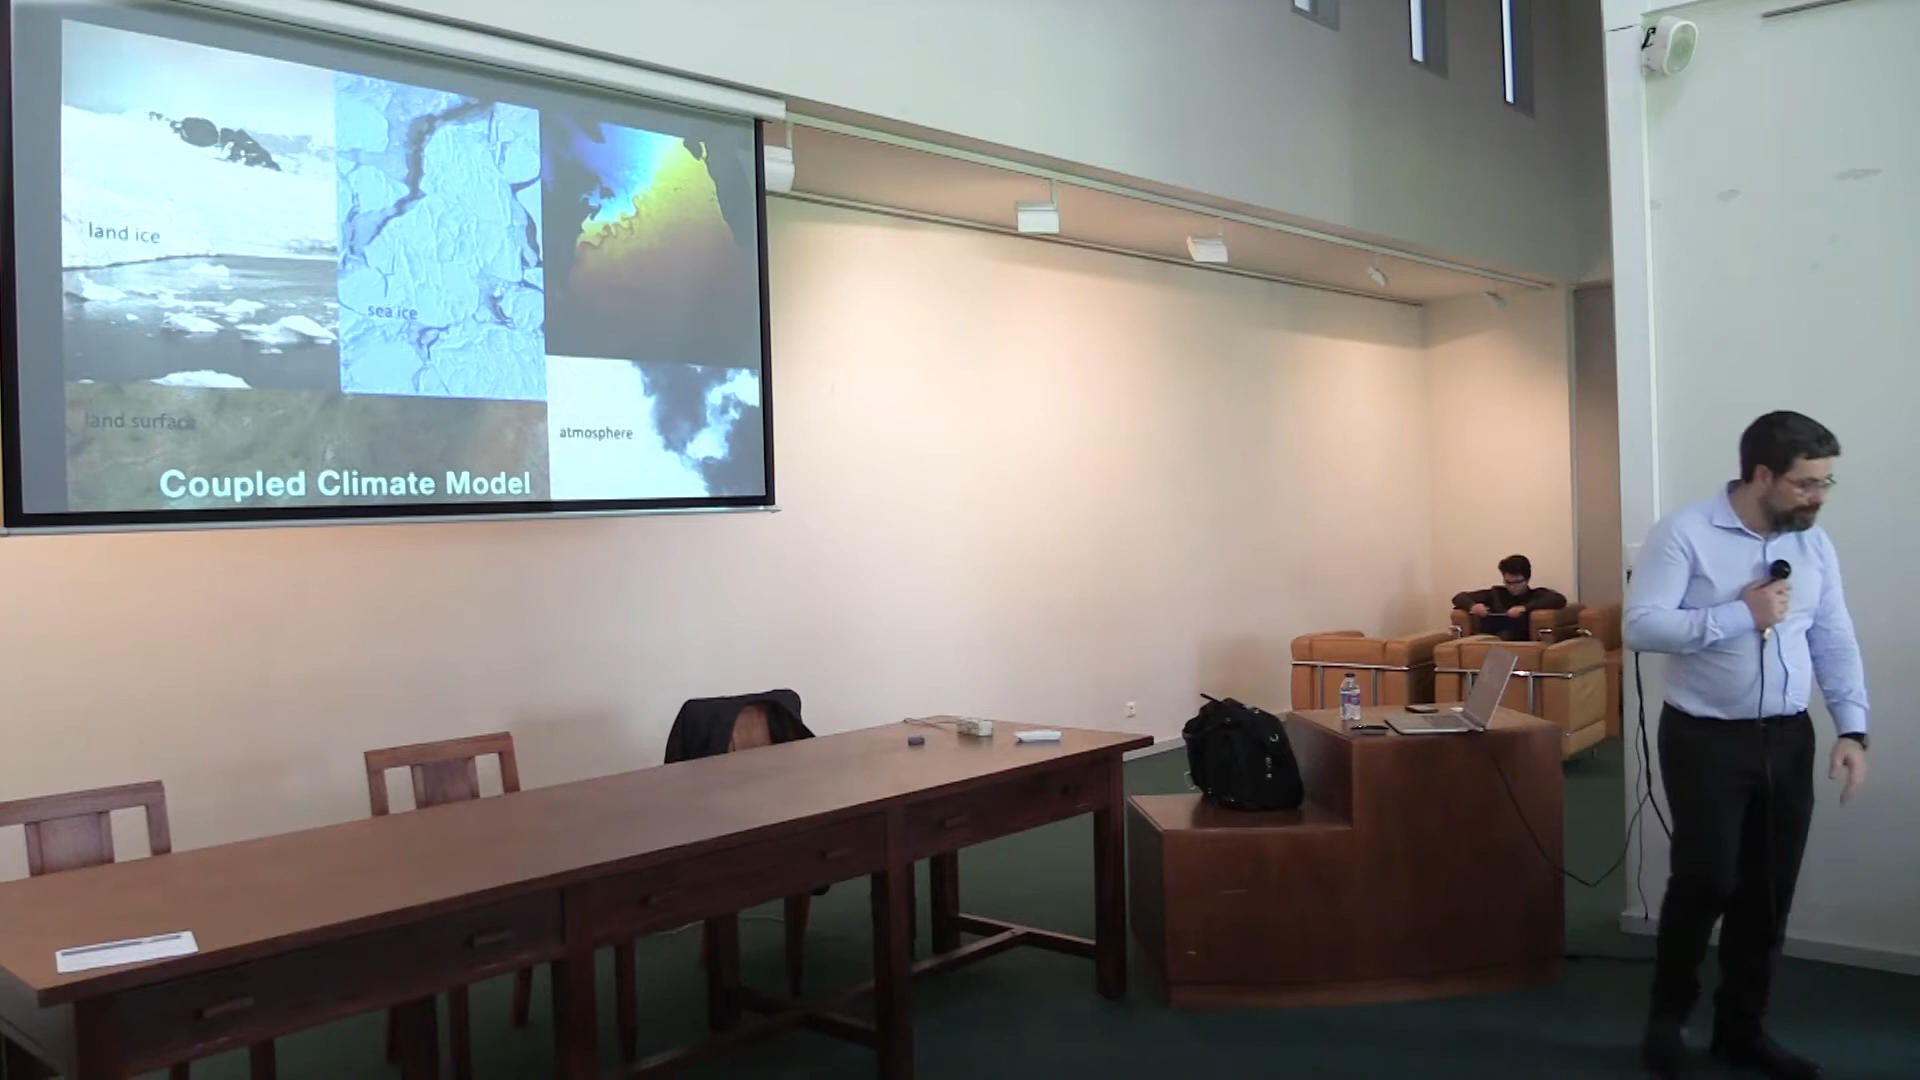 land ice
sea ice
land surface
atmosphere
Coupled Climate Model